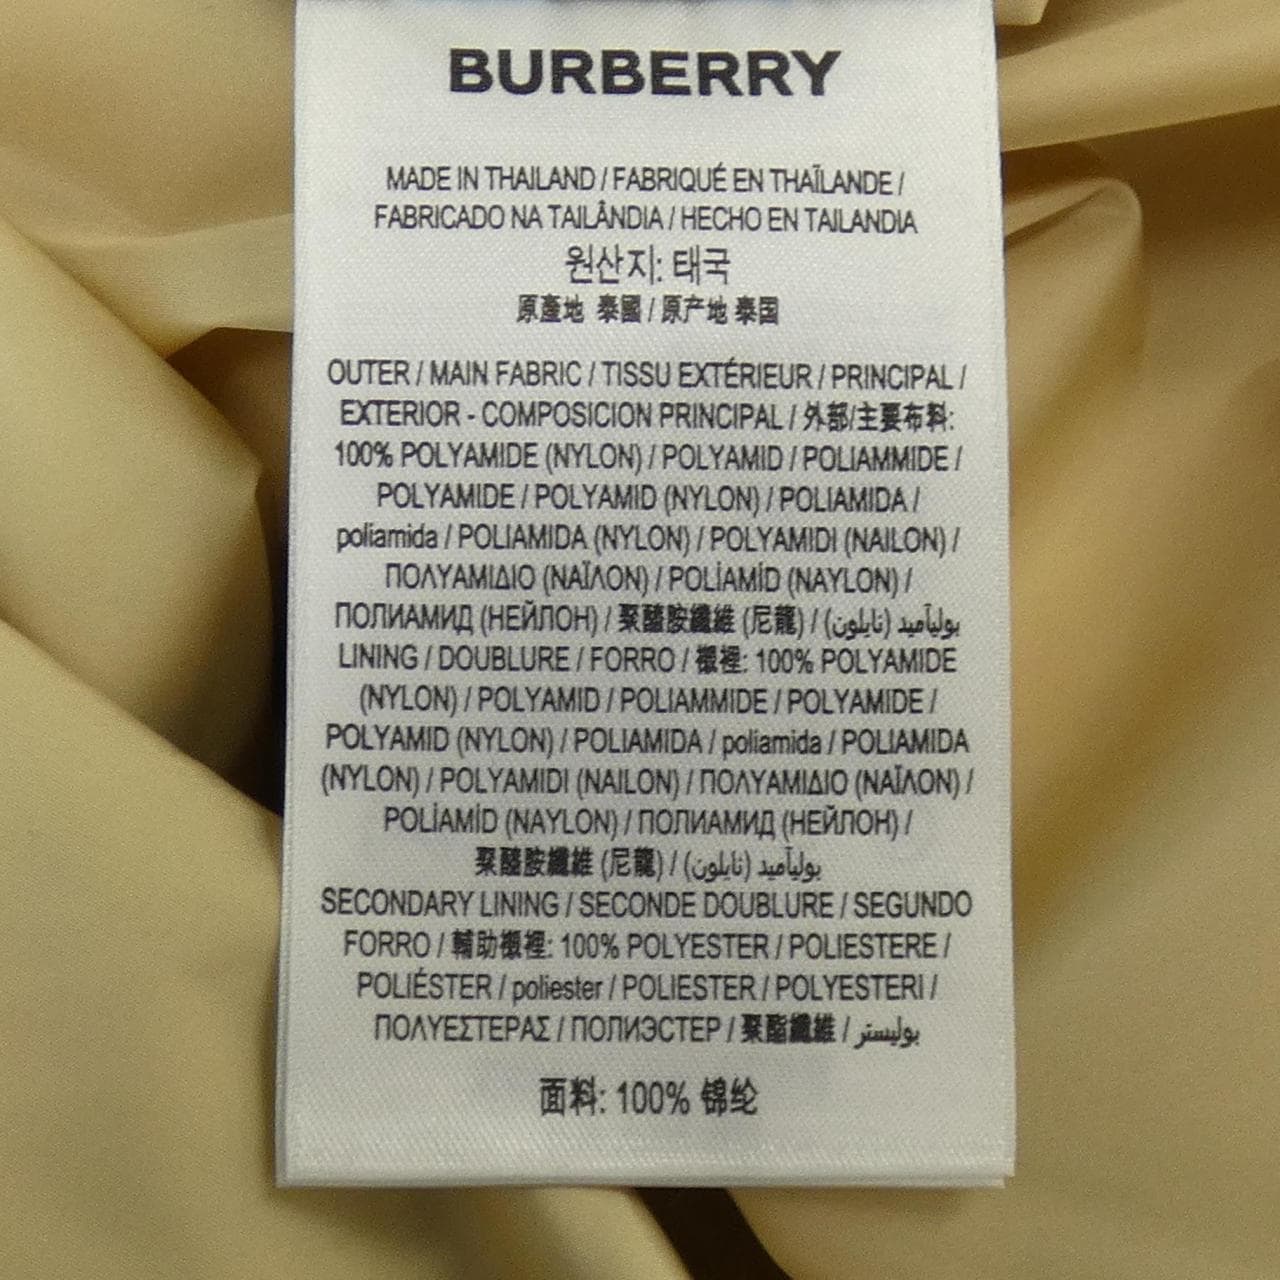 BURBERRY
MADE IN THAILAND / FABRIQUÉ EN THAÏLANDE /
FABRICADO NA TAILÂNDIA / HECHO EN TAILANDIA
원산지: 태국
原產地 泰國 / 原产地 泰国
OUTER / MAIN FABRIC / TISSU EXTÉRIEUR / PRINCIPAL /
EXTERIOR - COMPOSICION PRINCIPAL / 外部/主要布料:
100% POLYAMIDE (NYLON) / POLYAMID / POLIAMMIDE /
POLYAMIDE / POLYAMID (NYLON) / POLIAMIDA /
poliamida / POLIAMIDA (NYLON) / POLYAMIDI (NAILON) /
ΠΟΛΥΑΜΙΔΙΟ (ΝΑΪΛΟΝ) / POLİAMİD (NAYLON) /
ПОЛИАМИД (НЕЙЛОН) / 聚醯胺纖維 (尼龍) / بوليآميد (نايلون)
LINING / DOUBLURE / FORRO / 襯裡: 100% POLYAMIDE
(NYLON) / POLYAMID / POLIAMMIDE / POLYAMIDE /
POLYAMID (NYLON) / POLIAMIDA / poliamida / POLIAMIDA
(NYLON) / POLYAMIDI (NAILON) / ΠΟΛΥΑΜΙΔΙΟ (ΝΑΪΛΟΝ) /
POLİAMİD (NAYLON) / ПОЛИАМИД (НЕЙЛОН) /
聚醯胺纖維 (尼龍) / بوليآميد (نايلون)
SECONDARY LINING / SECONDE DOUBLURE / SEGUNDO
FORRO / 輔助襯裡: 100% POLYESTER / POLIESTERE /
POLIÉSTER / poliester / POLIESTER / POLYESTERI /
ΠΟΛΥΕΣΤΕΡΑΣ / ПОЛИЭСТЕР / 聚酯纖維 / بوليستر
面料: 100% 锦纶